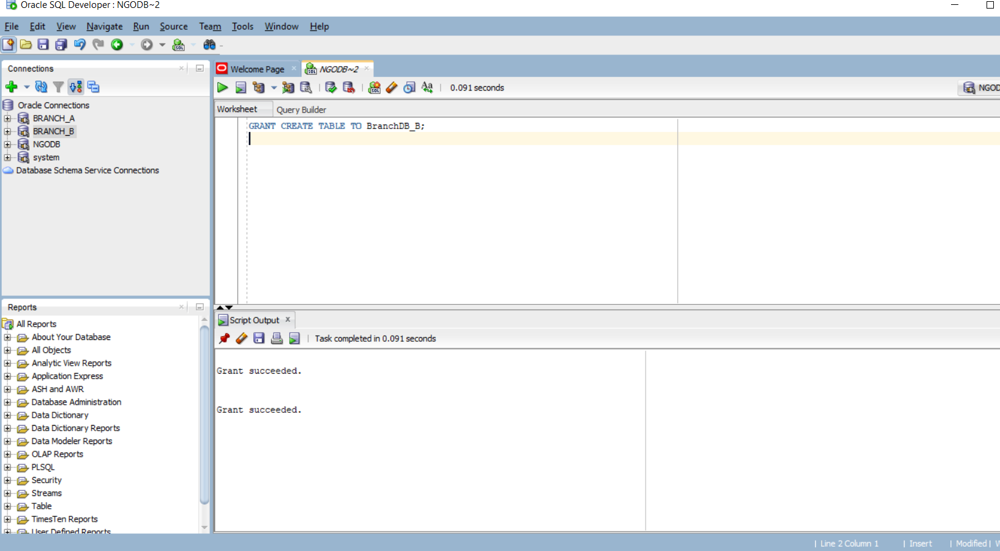 Oracle SQL Developer : NGODB~2
File Edit View Navigate Run Source Team Tools Window Help
Connections
Oracle Connections
BRANCH_A
BRANCH_B
NGODB
system
Database Schema Service Connections
Reports
All Reports
About Your Database
All Objects
Analytic View Reports
Application Express
ASH and AWR
Database Administration
Data Dictionary
Data Dictionary Reports
Data Modeler Reports
OLAP Reports
PLSQL
Security
Streams
Table
TimesTen Reports
User Defined Reports
Welcome Page
NGODB~2
0.091 seconds
NGOD
Worksheet Query Builder
GRANT CREATE TABLE TO BranchDB_B;
Script Output
Task completed in 0.091 seconds
Grant succeeded.
Grant succeeded.
| Line 2 Column 1 | Insert | Modified |